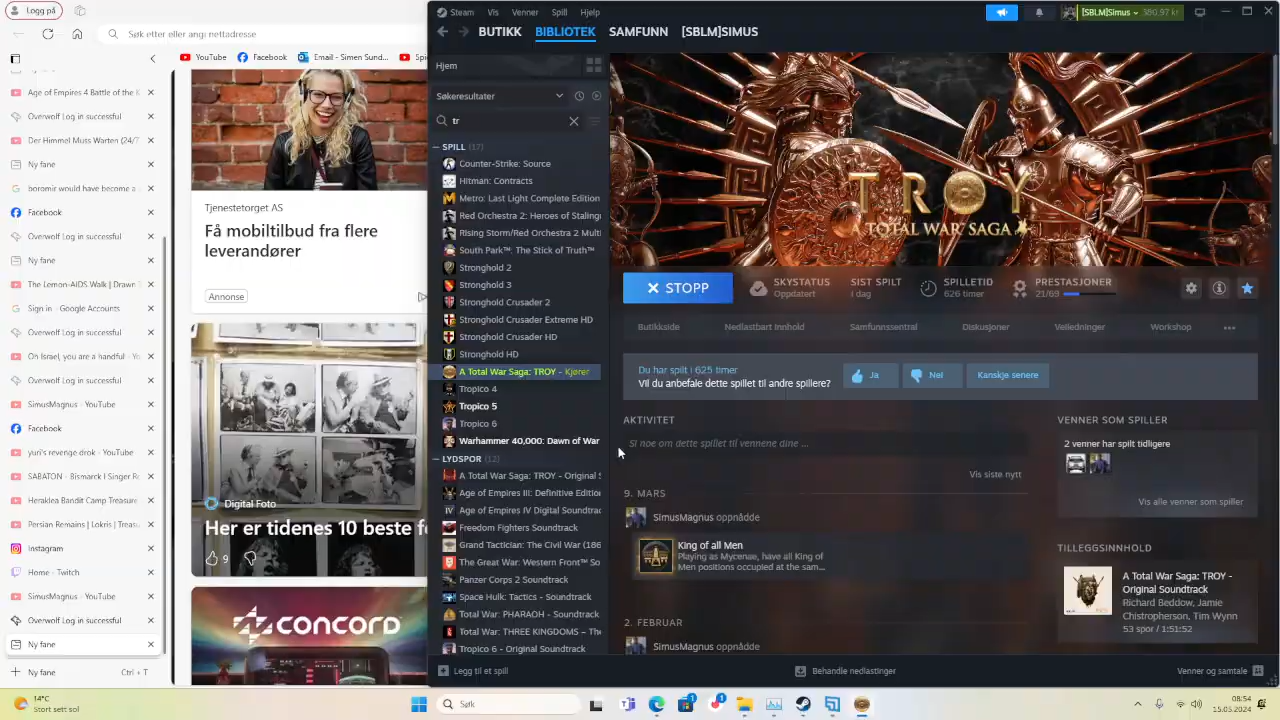 Logg på
Søk etter eller angi nettadresse
YouTube
Facebook
Email - Simen Sund...
Age of Empires 4 Battle of the
Overwolf Log in successful
Der Himmel Muss Warten (24/7
Ny fane
boromir would have become a
Facebook
Overwolf Log in successful
Ny fane
The Lemon-AIDS Walk | Drawn
Sign in - Google Accounts
Overwolf Log in successful
Oh Israel, you are a handful - Yo
SimusMagnus - YouTube
Facebook
yuri's revenge drok - YouTube
SABATON - Bismarck I Singer R
Heraklea Bandit Camp Treasure
Persian Remains | Lokris | Treasu
Instagram
Home - Twitch
SimusMagnus - YouTube
Overwolf Log in successful
Ny fane
Ny fane
Ctrl + T
Tjenestetorget AS
Få mobiltilbud fra flere
leverandører
Annonse
Digital Foto
Her er tidenes 10 beste f
9
CONCORD
Steam
Vis
Venner
Spill
Hjelp
[SBLM]Simus
380,97 kr
BUTIKK
BIBLIOTEK
SAMFUNN
[SBLM]SIMUS
Hjem
Søkeresultater
tr
SPILL (17)
Counter-Strike: Source
Hitman: Contracts
Metro: Last Light Complete Edition
Red Orchestra 2: Heroes of Staling
Rising Storm/Red Orchestra 2 Multi
South Park™: The Stick of Truth™
Stronghold 2
Stronghold 3
Stronghold Crusader 2
Stronghold Crusader Extreme HD
Stronghold Crusader HD
Stronghold HD
A Total War Saga: TROY - Kjører
Tropico 4
Tropico 5
Tropico 6
Warhammer 40,000: Dawn of War
LYDSPOR (12)
A Total War Saga: TROY - Original S
Age of Empires III: Definitive Edition
Age of Empires IV Digital Soundtra
Freedom Fighters Soundtrack
Grand Tactician: The Civil War (186
The Great War: Western Front™ So
Panzer Corps 2 Soundtrack
Space Hulk: Tactics - Soundtrack
Total War: PHARAOH - Soundtrack
Total War: THREE KINGDOMS – The
Tropico 6 - Original Soundtrack
Legg til et spill
TROY
A TOTAL WAR SAGA
STOPP
SKYSTATUS
Oppdatert
SIST SPILT
I dag
SPILLETID
626 timer
PRESTASJONER
21/69
Butikkside
Nedlastbart innhold
Samfunnssentral
Diskusjoner
Veiledninger
Workshop
Du har spilt i 625 timer
Vil du anbefale dette spillet til andre spillere?
Ja
Nei
Kanskje senere
AKTIVITET
Si noe om dette spillet til vennene dine ...
Vis siste nytt
9. MARS
SimusMagnus oppnådde
King of all Men
Playing as Mycenae, have all King of
Men positions occupied at the sam...
2. FEBRUAR
SimusMagnus oppnådde
VENNER SOM SPILLER
2 venner har spilt tidligere
Vis alle venner som spiller
TILLEGGSINNHOLD
A Total War Saga: TROY -
Original Soundtrack
Richard Beddow, Jamie
Christopherson, Tim Wynn
53 spor / 1:51:52
Behandle nedlastinger
Venner og samtale
14°C
Stort sett sol
Søk
08:54
15.03.2024